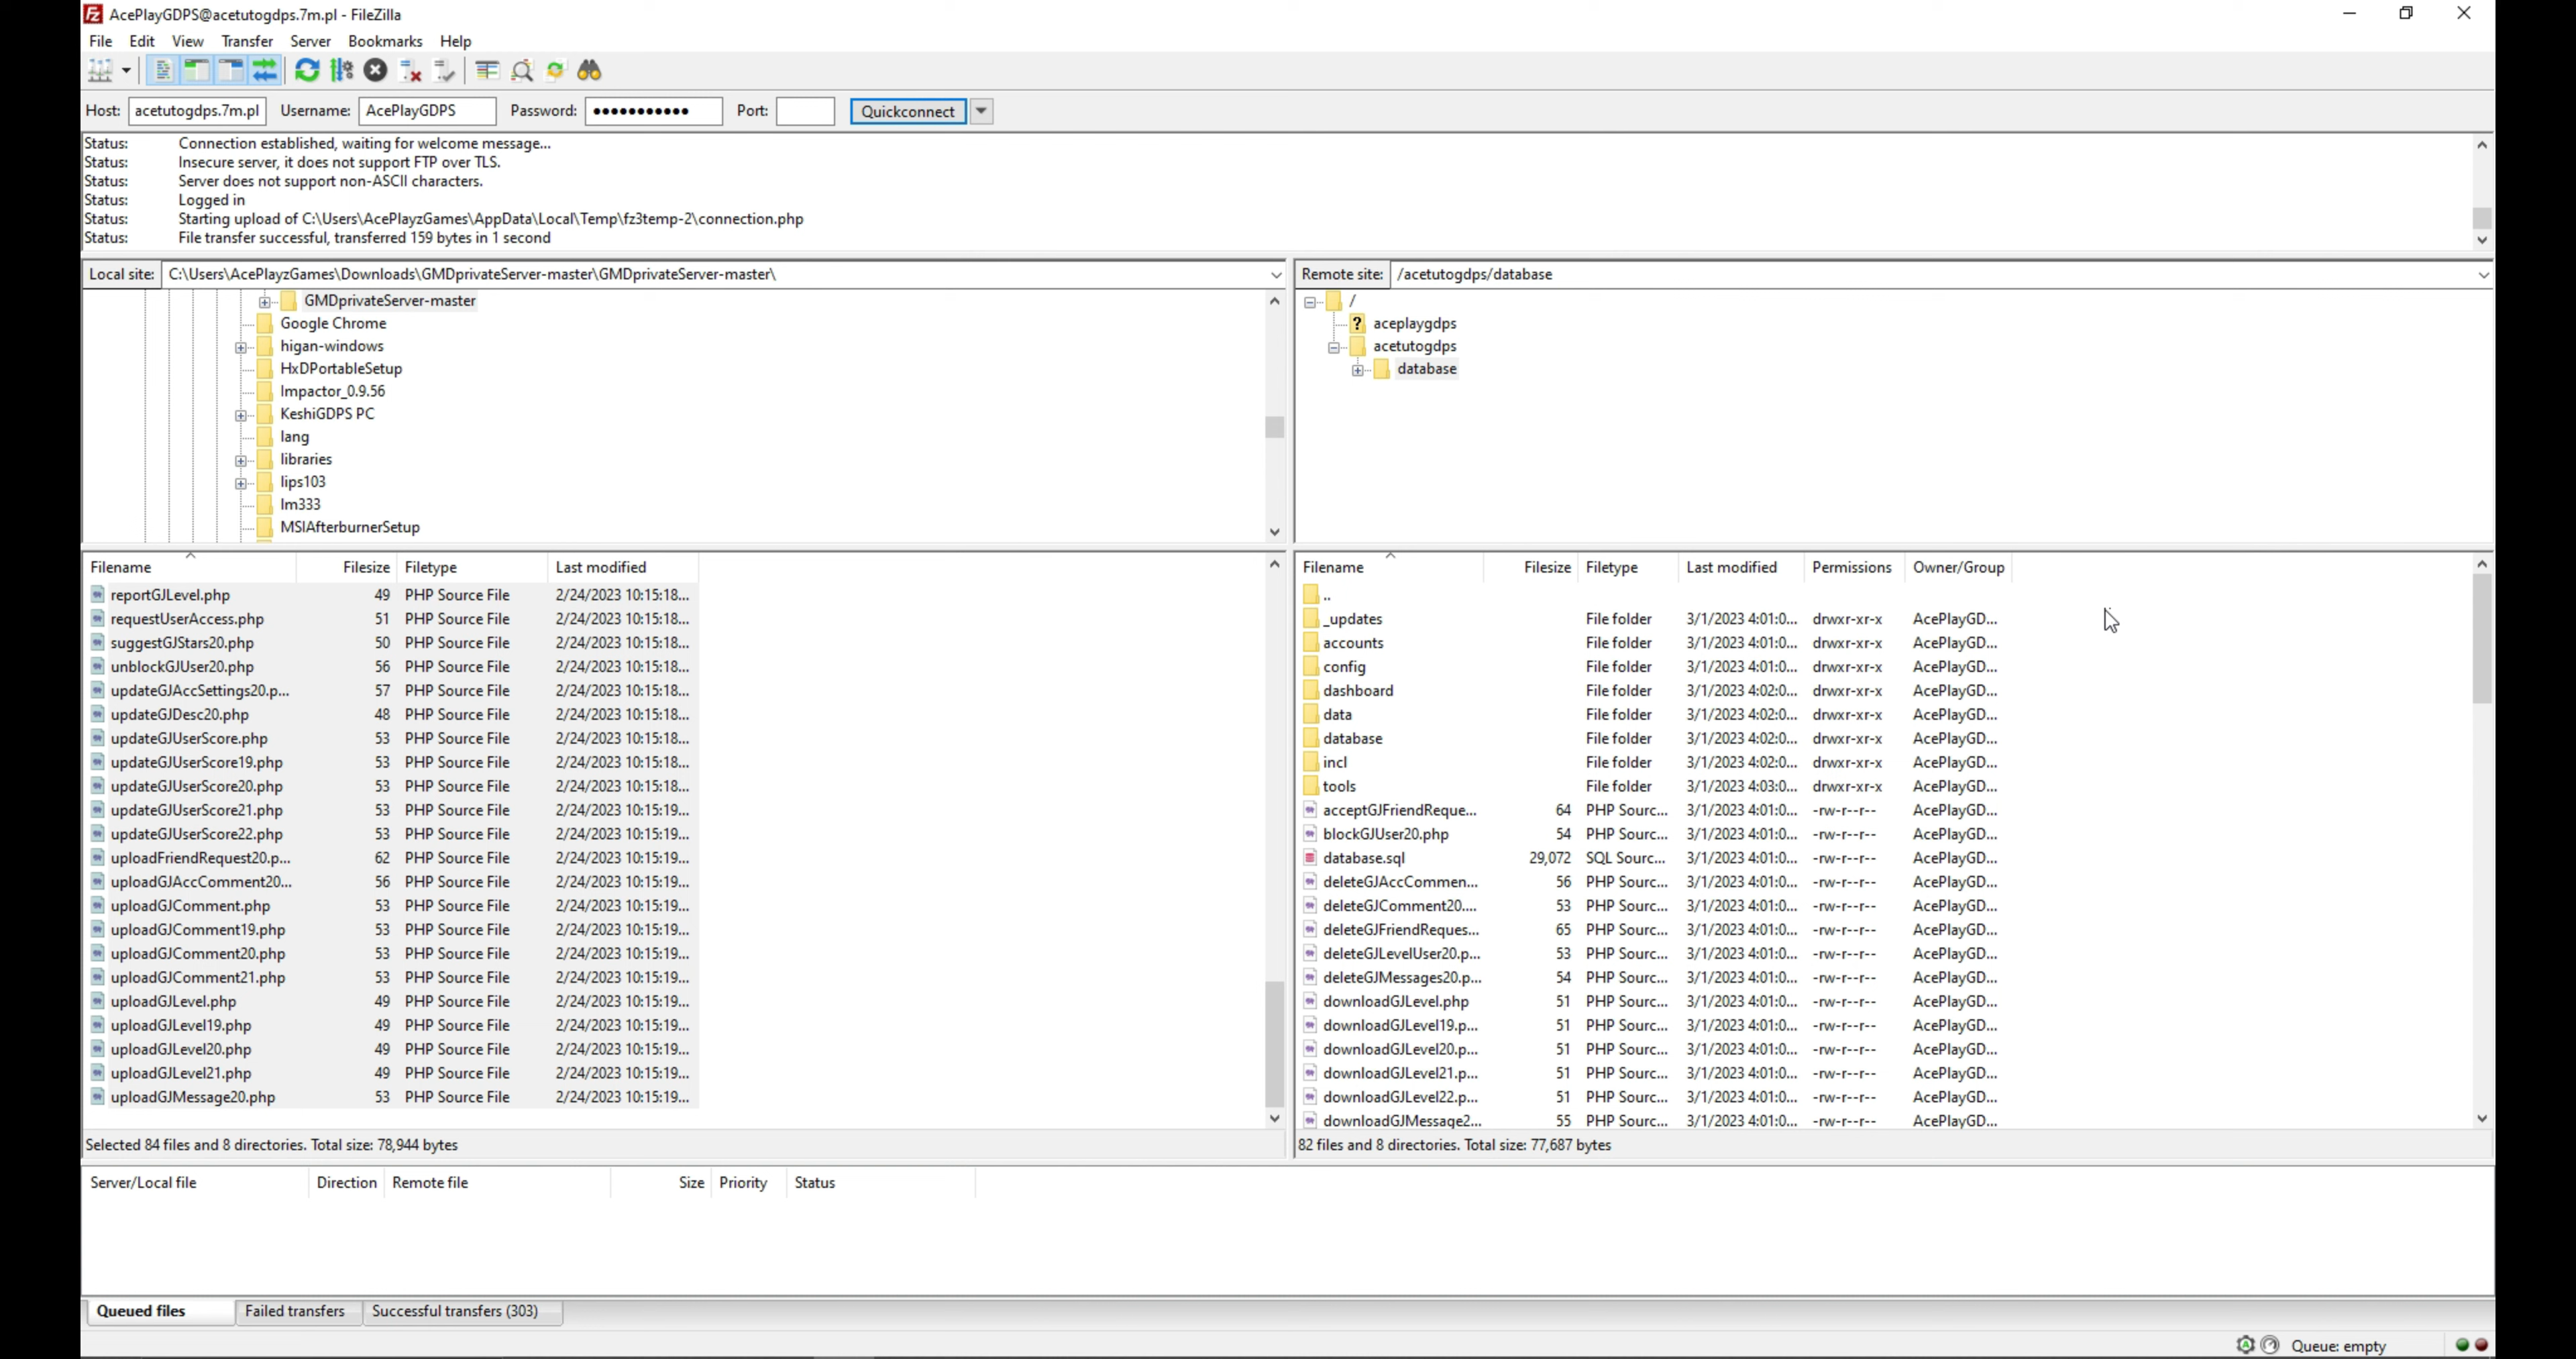 AcePlayGDPS@acetutogdps.7m.pl - FileZilla
File Edit View Transfer Server Bookmarks Help
Host: acetutogdps.7m.pl Username: AcePlayGDPS Password: ●●●●●●●●●●● Port: Quickconnect
Status: Connection established, waiting for welcome message...
Status: Insecure server, it does not support FTP over TLS.
Status: Server does not support non-ASCII characters.
Status: Logged in
Status: Starting upload of C:\Users\AcePlayzGames\AppData\Local\Temp\fz3temp-2\connection.php
Status: File transfer successful, transferred 159 bytes in 1 second
Local site: C:\Users\AcePlayzGames\Downloads\GMDprivateServer-master\GMDprivateServer-master\
GMDprivateServer-master
Google Chrome
higan-windows
HxDPortableSetup
Impactor_0.9.56
KeshiGDPS PC
lang
libraries
lips103
lm333
MSIAfterburnerSetup
Remote site: /acetutogdps/database
/
? aceplaygdps
acetutogdps
database
Filename Filesize Filetype Last modified
reportGJLevel.php 49 PHP Source File 2/24/2023 10:15:18...
requestUserAccess.php 51 PHP Source File 2/24/2023 10:15:18...
suggestGJStars20.php 50 PHP Source File 2/24/2023 10:15:18...
unblockGJUser20.php 56 PHP Source File 2/24/2023 10:15:18...
updateGJAccSettings20.p... 57 PHP Source File 2/24/2023 10:15:18...
updateGJDesc20.php 48 PHP Source File 2/24/2023 10:15:18...
updateGJUserScore.php 53 PHP Source File 2/24/2023 10:15:18...
updateGJUserScore19.php 53 PHP Source File 2/24/2023 10:15:18...
updateGJUserScore20.php 53 PHP Source File 2/24/2023 10:15:18...
updateGJUserScore21.php 53 PHP Source File 2/24/2023 10:15:19...
updateGJUserScore22.php 53 PHP Source File 2/24/2023 10:15:19...
uploadFriendRequest20.p... 62 PHP Source File 2/24/2023 10:15:19...
uploadGJAccComment20... 56 PHP Source File 2/24/2023 10:15:19...
uploadGJComment.php 53 PHP Source File 2/24/2023 10:15:19...
uploadGJComment19.php 53 PHP Source File 2/24/2023 10:15:19...
uploadGJComment20.php 53 PHP Source File 2/24/2023 10:15:19...
uploadGJComment21.php 53 PHP Source File 2/24/2023 10:15:19...
uploadGJLevel.php 49 PHP Source File 2/24/2023 10:15:19...
uploadGJLevel19.php 49 PHP Source File 2/24/2023 10:15:19...
uploadGJLevel20.php 49 PHP Source File 2/24/2023 10:15:19...
uploadGJLevel21.php 49 PHP Source File 2/24/2023 10:15:19...
uploadGJMessage20.php 53 PHP Source File 2/24/2023 10:15:19...
Selected 84 files and 8 directories. Total size: 78,944 bytes
Filename Filesize Filetype Last modified Permissions Owner/Group
..
_updates File folder 3/1/2023 4:01:0... drwxr-xr-x AcePlayGD...
accounts File folder 3/1/2023 4:01:0... drwxr-xr-x AcePlayGD...
config File folder 3/1/2023 4:01:0... drwxr-xr-x AcePlayGD...
dashboard File folder 3/1/2023 4:02:0... drwxr-xr-x AcePlayGD...
data File folder 3/1/2023 4:02:0... drwxr-xr-x AcePlayGD...
database File folder 3/1/2023 4:02:0... drwxr-xr-x AcePlayGD...
incl File folder 3/1/2023 4:02:0... drwxr-xr-x AcePlayGD...
tools File folder 3/1/2023 4:03:0... drwxr-xr-x AcePlayGD...
acceptGJFriendReque... 64 PHP Sourc... 3/1/2023 4:01:0... -rw-r--r-- AcePlayGD...
blockGJUser20.php 54 PHP Sourc... 3/1/2023 4:01:0... -rw-r--r-- AcePlayGD...
database.sql 29,072 SQL Sourc... 3/1/2023 4:01:0... -rw-r--r-- AcePlayGD...
deleteGJAccCommen... 56 PHP Sourc... 3/1/2023 4:01:0... -rw-r--r-- AcePlayGD...
deleteGJComment20.... 53 PHP Sourc... 3/1/2023 4:01:0... -rw-r--r-- AcePlayGD...
deleteGJFriendReques... 65 PHP Sourc... 3/1/2023 4:01:0... -rw-r--r-- AcePlayGD...
deleteGJLevelUser20.p... 53 PHP Sourc... 3/1/2023 4:01:0... -rw-r--r-- AcePlayGD...
deleteGJMessages20.p... 54 PHP Sourc... 3/1/2023 4:01:0... -rw-r--r-- AcePlayGD...
downloadGJLevel.php 51 PHP Sourc... 3/1/2023 4:01:0... -rw-r--r-- AcePlayGD...
downloadGJLevel19.p... 51 PHP Sourc... 3/1/2023 4:01:0... -rw-r--r-- AcePlayGD...
downloadGJLevel20.p... 51 PHP Sourc... 3/1/2023 4:01:0... -rw-r--r-- AcePlayGD...
downloadGJLevel21.p... 51 PHP Sourc... 3/1/2023 4:01:0... -rw-r--r-- AcePlayGD...
downloadGJLevel22.p... 51 PHP Sourc... 3/1/2023 4:01:0... -rw-r--r-- AcePlayGD...
downloadGJMessage2... 55 PHP Sourc... 3/1/2023 4:01:0... -rw-r--r-- AcePlayGD...
82 files and 8 directories. Total size: 77,687 bytes
Server/Local file Direction Remote file Size Priority Status
Queued files Failed transfers Successful transfers (303)
Queue: empty